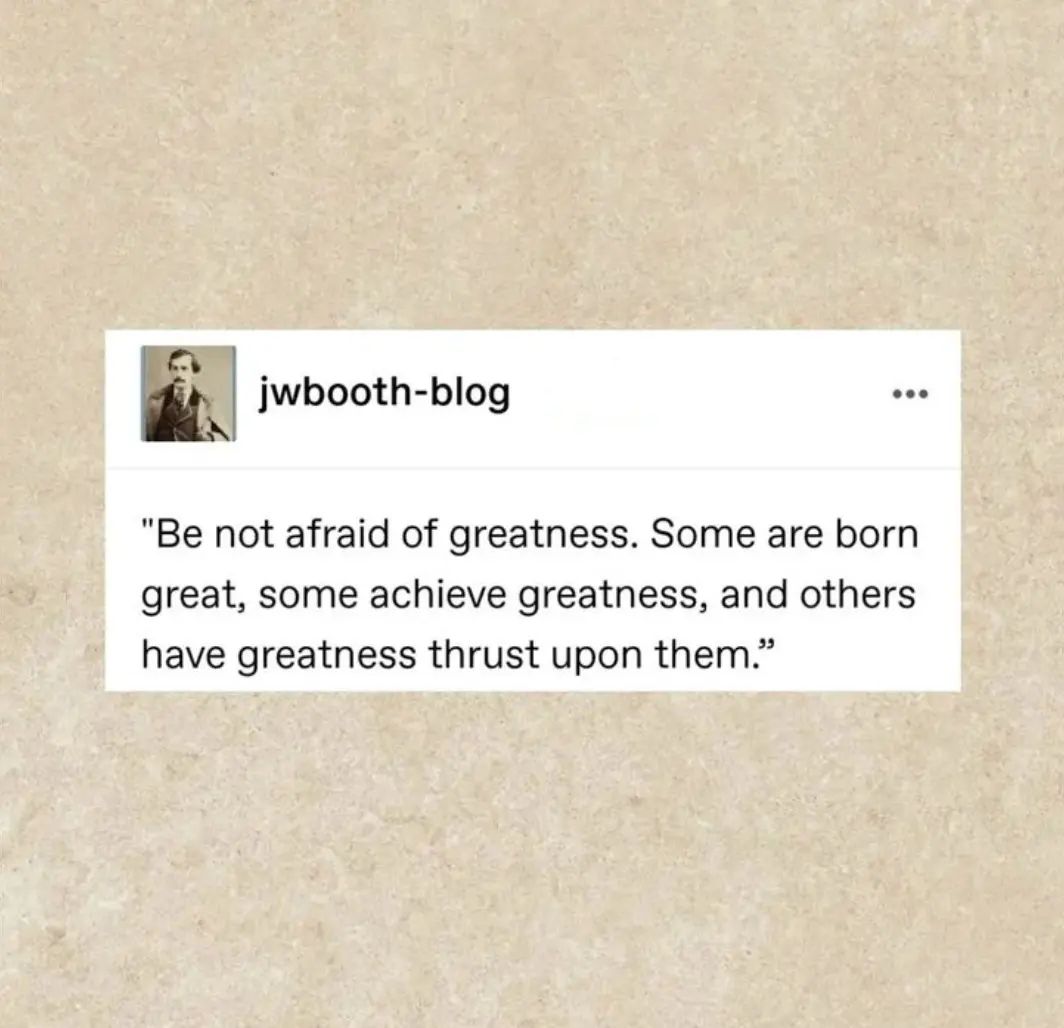 jwbooth-blog
"Be not afraid of greatness. Some are born
great, some achieve greatness, and others
have greatness thrust upon them.”